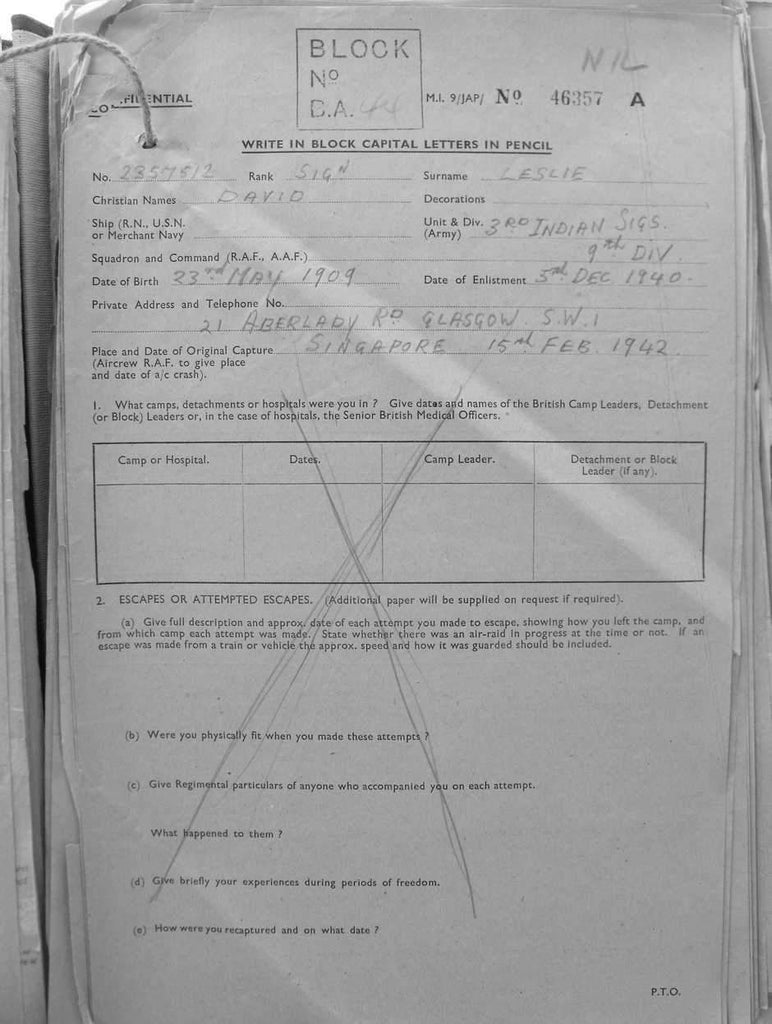 NIL
BLOCK
Nº
B.A. 44
CONFIDENTIAL
M.I. 9/JAP/ Nº 46357 A
WRITE IN BLOCK CAPITAL LETTERS IN PENCIL
No. 2357512 Rank SIGN Surname LESLIE
Christian Names DAVID Decorations
Ship (R.N., U.S.N. or Merchant Navy
Unit & Div. (Army) 3RD INDIAN SIGS.
9th DIV.
Squadron and Command (R.A.F., A.A.F.)
Date of Birth 23rd MAY 1909 Date of Enlistment 5th DEC 1940.
Private Address and Telephone No.
21 ABERLADY RD GLASGOW S.W.1
Place and Date of Original Capture SINGAPORE 15th FEB. 1942
(Aircrew R.A.F. to give place
and date of a/c crash).
1. What camps, detachments or hospitals were you in ? Give dates and names of the British Camp Leaders, Detachment
(or Block) Leaders or, in the case of hospitals, the Senior British Medical Officers.
Camp or Hospital. Dates. Camp Leader. Detachment or Block
Leader (if any).
2. ESCAPES OR ATTEMPTED ESCAPES. (Additional paper will be supplied on request if required).
(a) Give full description and approx. date of each attempt you made to escape, showing how you left the camp, and
from which camp each attempt was made. State whether there was an air-raid in progress at the time or not. If an
escape was made from a train or vehicle the approx. speed and how it was guarded should be included.
(b) Were you physically fit when you made these attempts ?
(c) Give Regimental particulars of anyone who accompanied you on each attempt.
What happened to them ?
(d) Give briefly your experiences during periods of freedom.
(e) How were you recaptured and on what date ?
P.T.O.